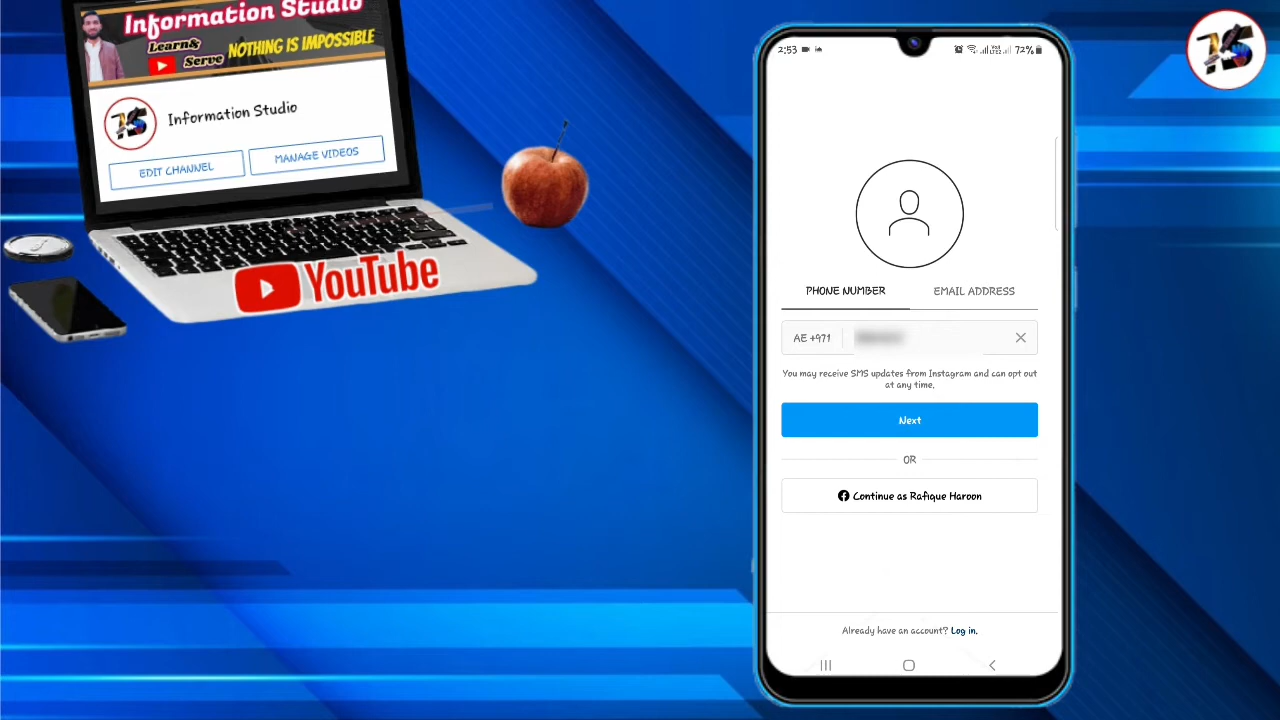 Information Studio
Learn&
Serve
NOTHING IS IMPOSSIBLE
Information Studio
EDIT CHANNEL
MANAGE VIDEOS
YouTube
2:53
72%
PHONE NUMBER
EMAIL ADDRESS
AE +971
You may receive SMS updates from Instagram and can opt out
at any time.
Next
OR
Continue as Rafique Haroon
Already have an account? Log in.